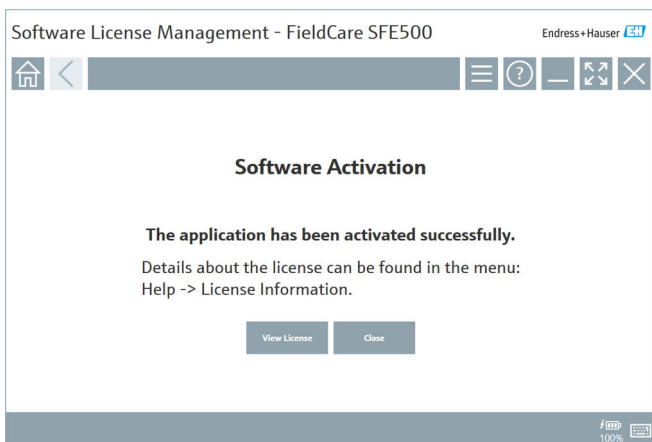 Software License Management - FieldCare SFE500
Endress+Hauser EH
?
Software Activation
The application has been activated successfully.
Details about the license can be found in the menu:
Help -> License Information.
View License
Close
100%